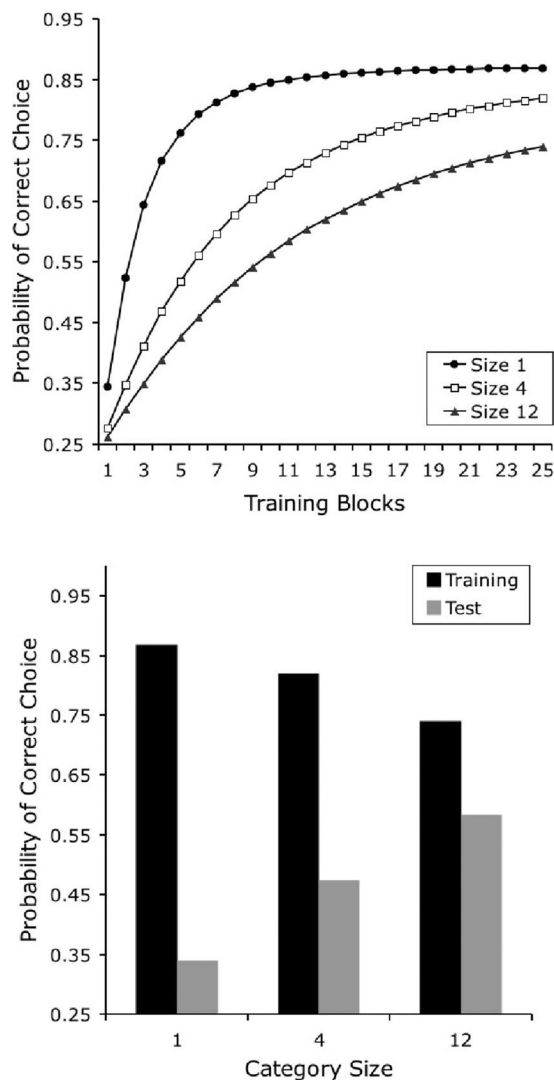 0.95
0.85
0.75
0.65
0.55
0.45
0.35
0.25
Probability of Correct Choice
Size 1
Size 4
Size 12
1 3 5 7 9 11 13 15 17 19 21 23 25
Training Blocks
Training
Test
0.95
0.85
0.75
0.65
0.55
0.45
0.35
0.25
Probability of Correct Choice
1 4 12
Category Size